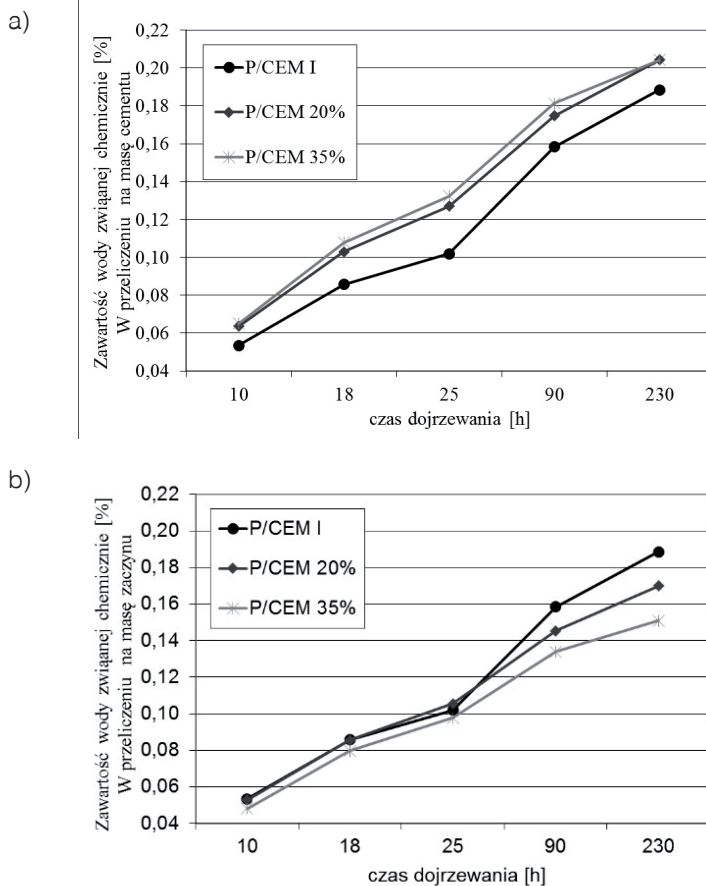 a)
Zawartość wody zwiąanej chemicznie [%]
W przeliczeniu na masę cementu
0,22
0,20
0,18
0,16
0,14
0,12
0,10
0,08
0,06
0,04
P/CEM I
P/CEM 20%
P/CEM 35%
10 18 25 90 230
czas dojrzewania [h]
b)
Zawartość wody zwiąanej chemicznie [%]
W przeliczeniu na masę zaczynu
0,22
0,20
0,18
0,16
0,14
0,12
0,10
0,08
0,06
0,04
P/CEM I
P/CEM 20%
P/CEM 35%
10 18 25 90 230
czas dojrzewania [h]